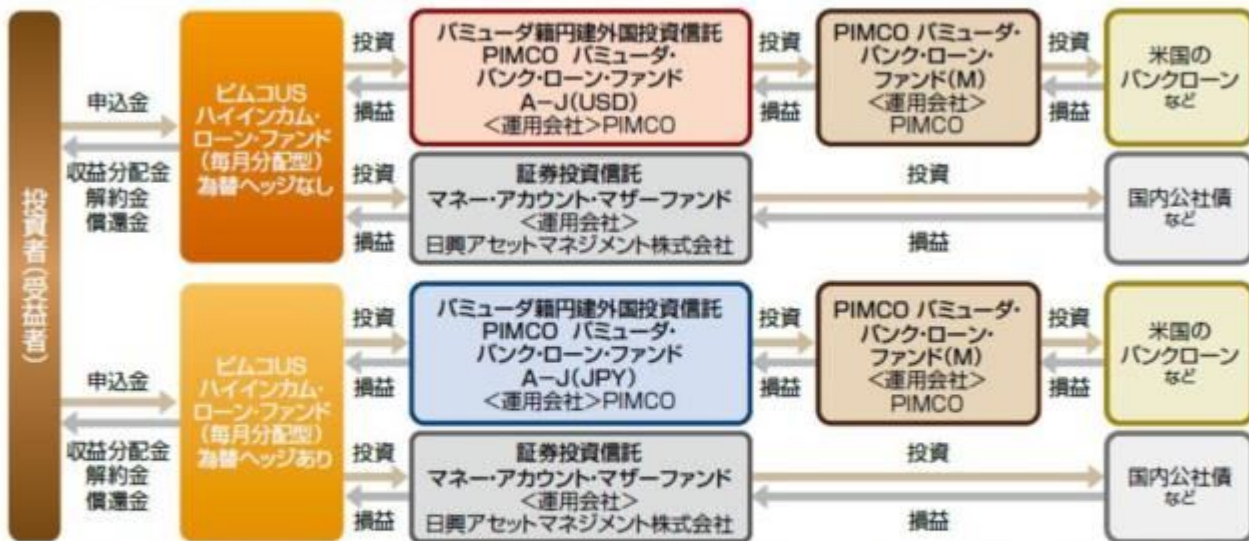 投資者(受益者)
申込金
収益分配金
解約金
償還金
ピムコUS
ハイインカム・
ローン・ファンド
(毎月分配型)
為替ヘッジなし
投資
損益
バミューダ籍円建外国投資信託
PIMCO バミューダ・
バンク・ローン・ファンド
A-J(USD)
<運用会社>PIMCO
投資
損益
PIMCO バミューダ・
バンク・ローン・
ファンド(M)
<運用会社>
PIMCO
投資
損益
米国の
バンクローン
など
投資
損益
証券投資信託
マネー・アカウント・マザーファンド
<運用会社>
日興アセットマネジメント株式会社
投資
損益
国内公社債
など
申込金
収益分配金
解約金
償還金
ピムコUS
ハイインカム・
ローン・ファンド
(毎月分配型)
為替ヘッジあり
投資
損益
バミューダ籍円建外国投資信託
PIMCO バミューダ・
バンク・ローン・ファンド
A-J(JPY)
<運用会社>PIMCO
投資
損益
PIMCO バミューダ・
バンク・ローン・
ファンド(M)
<運用会社>
PIMCO
投資
損益
米国の
バンクローン
など
投資
損益
証券投資信託
マネー・アカウント・マザーファンド
<運用会社>
日興アセットマネジメント株式会社
投資
損益
国内公社債
など